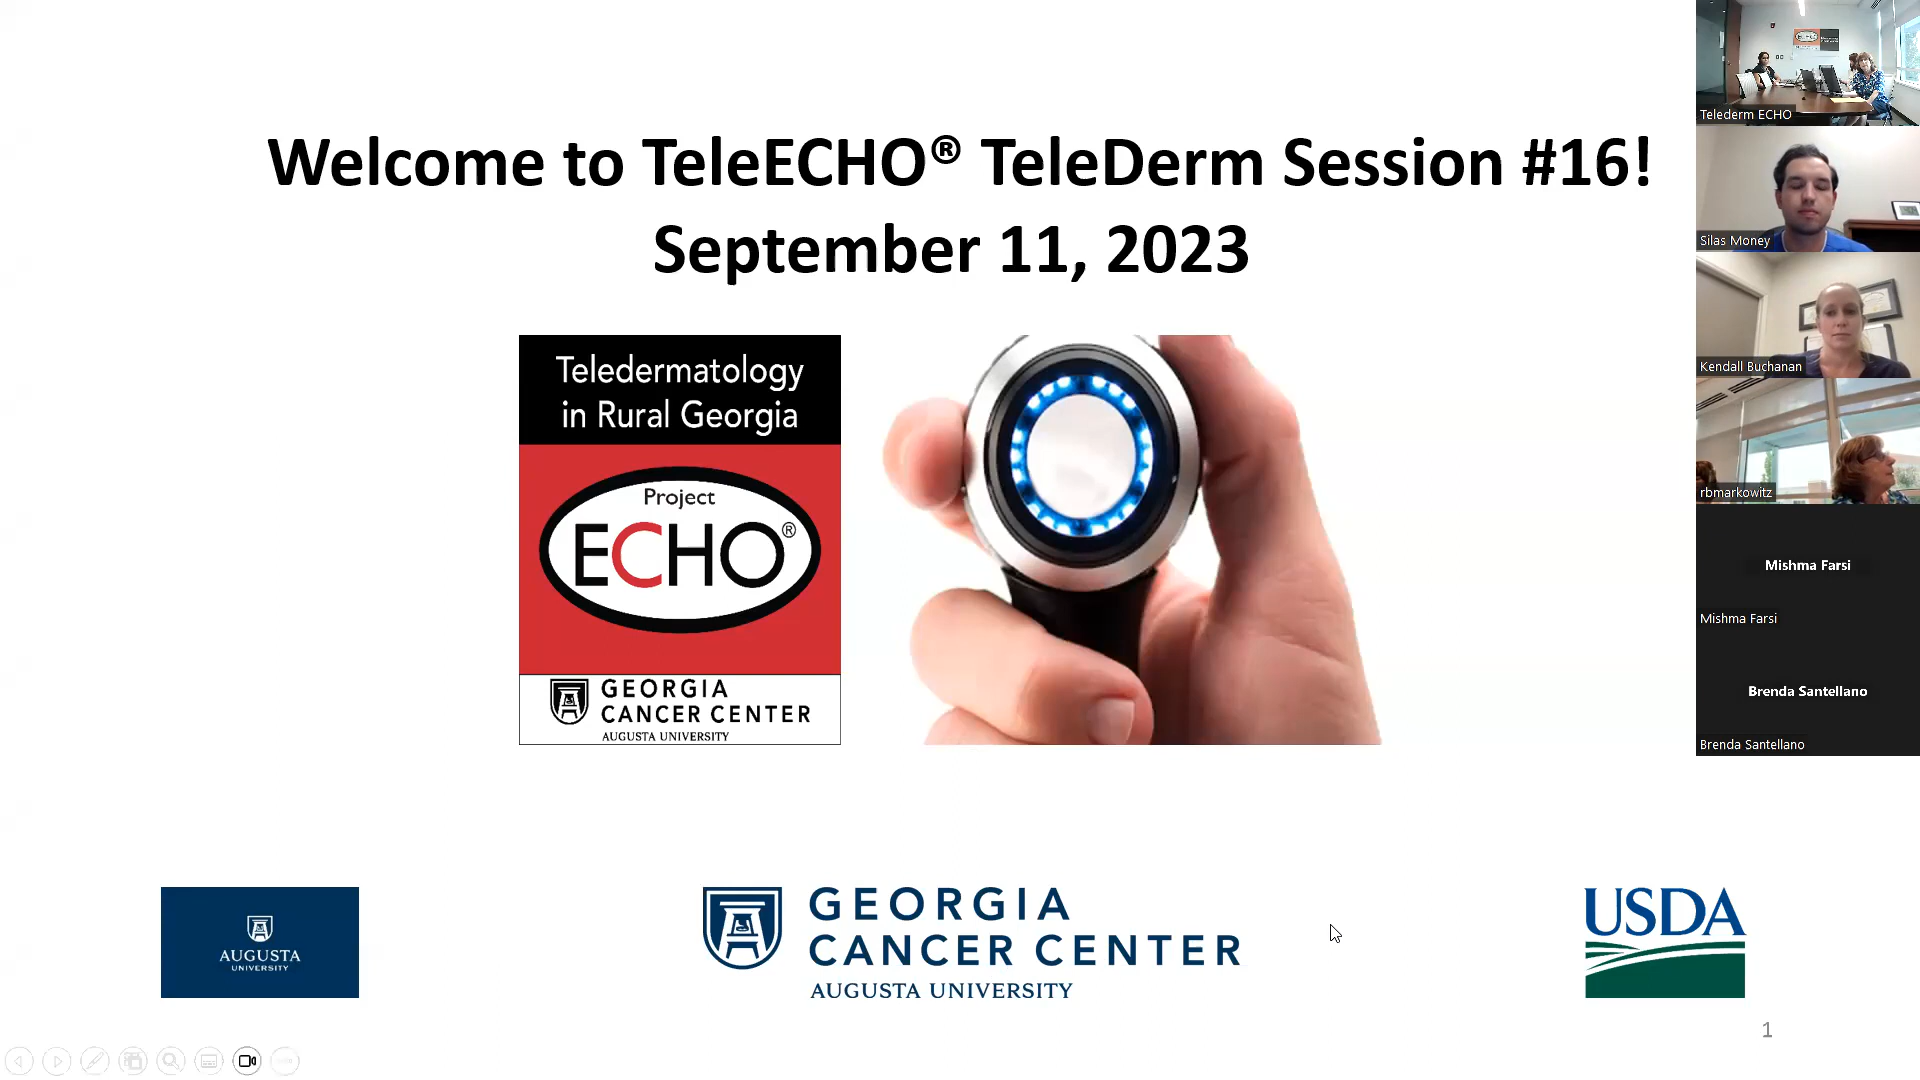 Welcome to TeleECHO® TeleDerm Session #16!
September 11, 2023
Teledermatology
in Rural Georgia
Project
ECHO®
GEORGIA
CANCER CENTER
AUGUSTA UNIVERSITY
AUGUSTA
UNIVERSITY
GEORGIA
CANCER CENTER
AUGUSTA UNIVERSITY
USDA
1
Telederm ECHO
Silas Money
Kendall Buchanan
rbmarkowitz
Mishma Farsi
Mishma Farsi
Brenda Santellano
Brenda Santellano